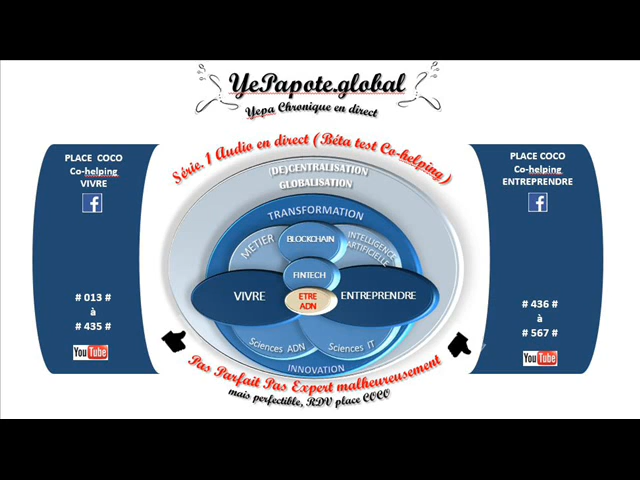 YePapote.global
Yepa Chronique en direct
Série, 1 Audio en direct ( Béta test Co-helping)
PLACE COCO
Co-helping
VIVRE
# 013 #
à
# 435 #
YouTube
(DE)CENTRALISATION
GLOBALISATION
TRANSFORMATION
METIER
BLOCKCHAIN
INTELLIGENCE
ARTIFICIELLE
FINTECH
VIVRE
ETRE
ADN
ENTREPRENDRE
Sciences ADN
Sciences IT
INNOVATION
PLACE COCO
Co-helping
ENTREPRENDRE
# 436 #
à
# 567 #
YouTube
Pas Parfait Pas Expert malheureusement
mais perfectible, RDV place COCO